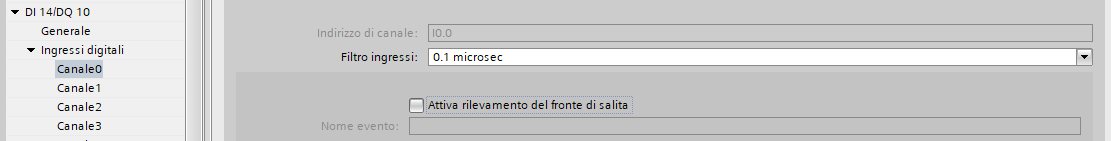 DI 14/DQ 10
Generale
Ingressi digitali
Canale0
Canale1
Canale2
Canale3
Indirizzo di canale: I0.0
Filtro ingressi: 0.1 microsec
Attiva rilevamento del fronte di salita
Nome evento: